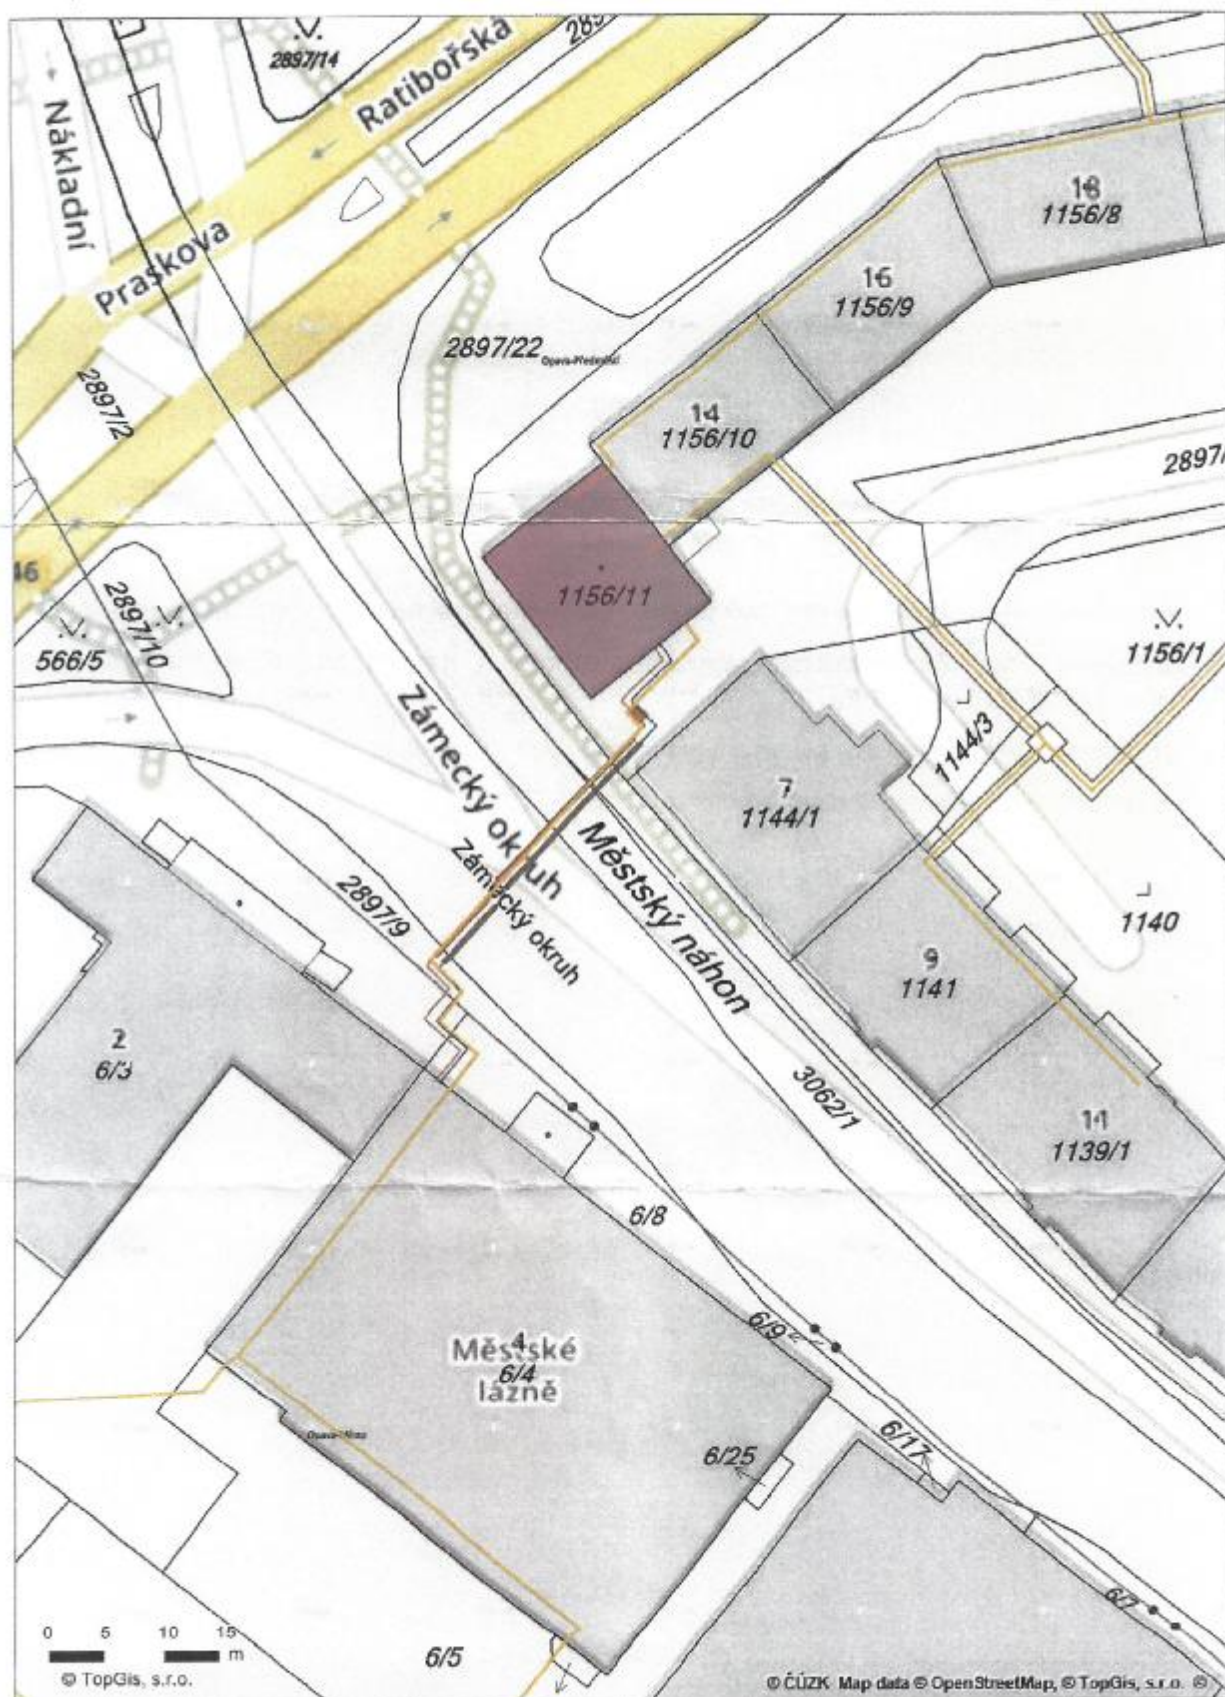 2897/14
Ratibořská
Nákladní
Praskova
18
1156/8
16
1156/9
2897/22
Opava-Předměstí
2897/2
14
1156/10
2897/
46
1156/11
2897/10
566/5
1156/1
Zámecký okruh
1144/3
7
1144/1
Městský náhon
Zámecký okruh
2897/9
1140
9
1141
2
6/3
3062/1
11
1139/1
6/8
6/9
4
Městské
6/4
lázně
6/17
6/25
6/7
0 5 10 15
m
6/5
© TopGis, s.r.o.
© ČÚZK Map data © OpenStreetMap, © TopGis, s.r.o.